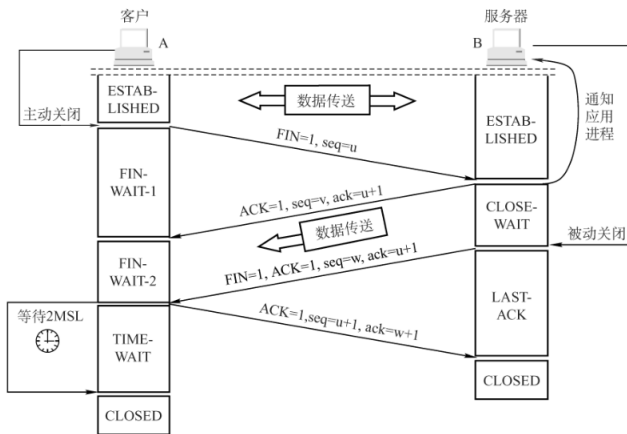 客户
服务器
A
B
ESTAB-
LISHED
数据传送
通知
应用
进程
主动关闭
FIN=1, seq=u
ESTAB-
LISHED
FIN-
WAIT-1
ACK=1, seq=v, ack=u+1
CLOSE-
WAIT
数据传送
被动关闭
FIN-
WAIT-2
FIN=1, ACK=1, seq=w, ack=u+1
LAST-
ACK
等待2MSL
ACK=1,seq=u+1, ack=w+1
TIME-
WAIT
CLOSED
CLOSED